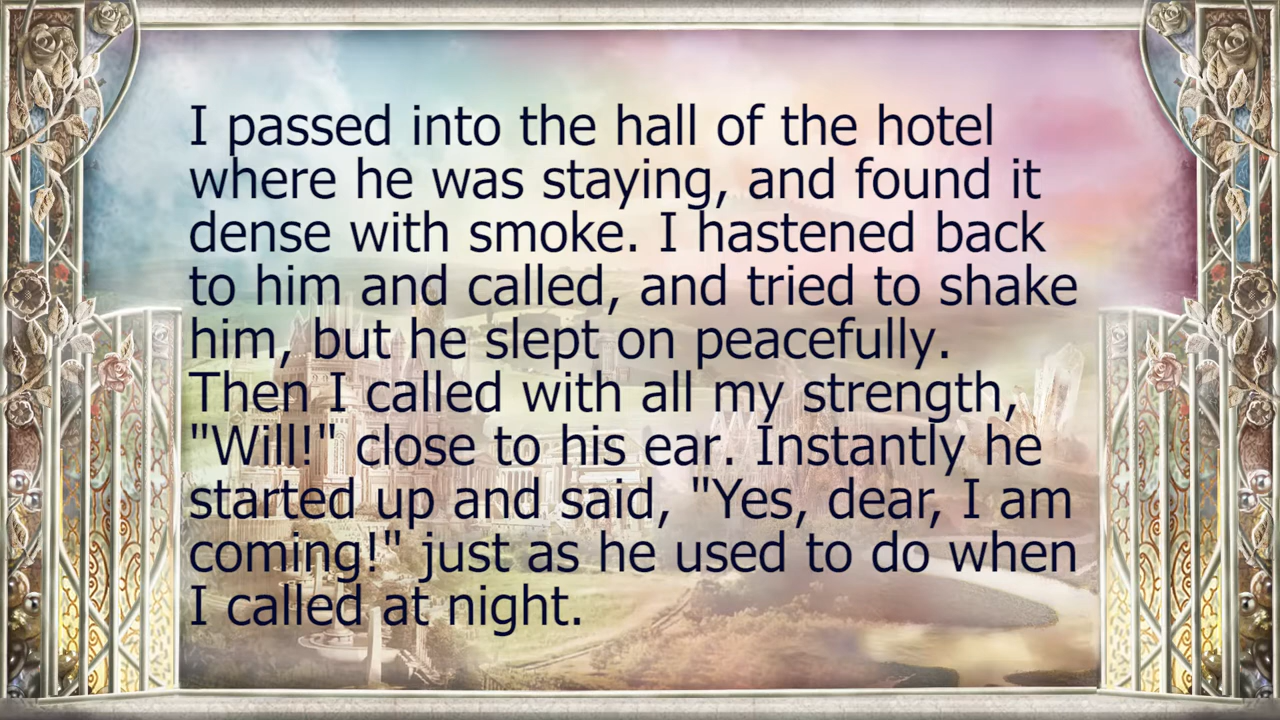 I passed into the hall of the hotel
where he was staying, and found it
dense with smoke. I hastened back
to him and called, and tried to shake
him, but he slept on peacefully.
Then I called with all my strength,
"Will!" close to his ear. Instantly he
started up and said, "Yes, dear, I am
coming!" just as he used to do when
I called at night.